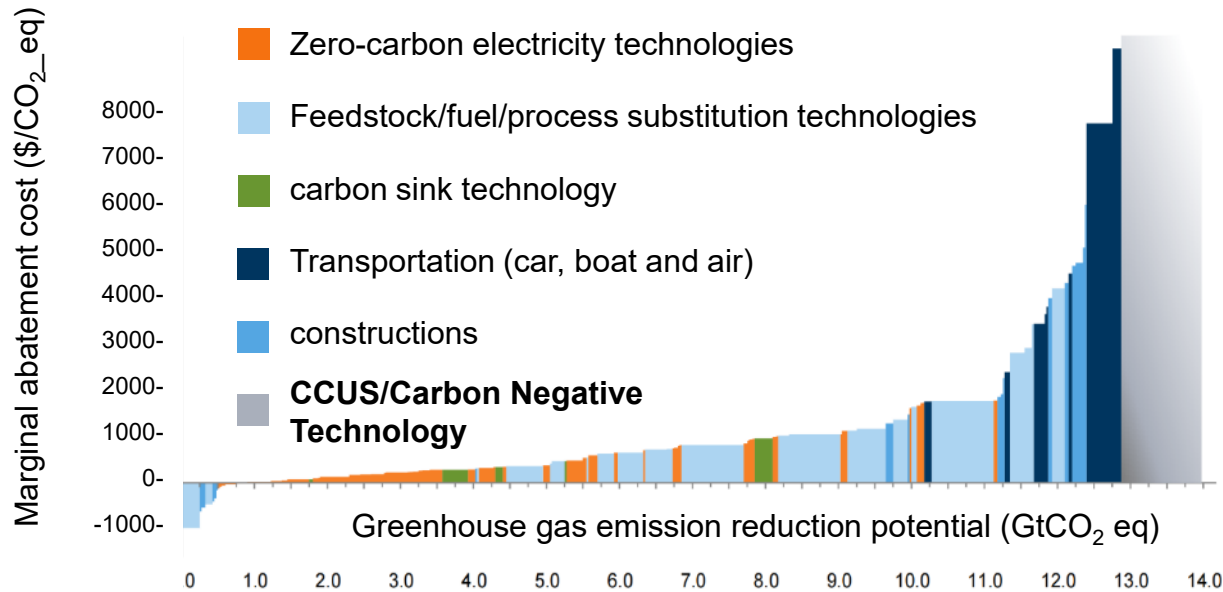 Marginal abatement cost ($/CO₂_eq)
Zero-carbon electricity technologies
Feedstock/fuel/process substitution technologies
carbon sink technology
Transportation (car, boat and air)
constructions
CCUS/Carbon Negative
Technology
8000-
7000-
6000-
5000-
4000-
3000-
2000-
1000-
0-
-1000-
Greenhouse gas emission reduction potential (GtCO₂ eq)
0 1.0 2.0 3.0 4.0 5.0 6.0 7.0 8.0 9.0 10.0 11.0 12.0 13.0 14.0